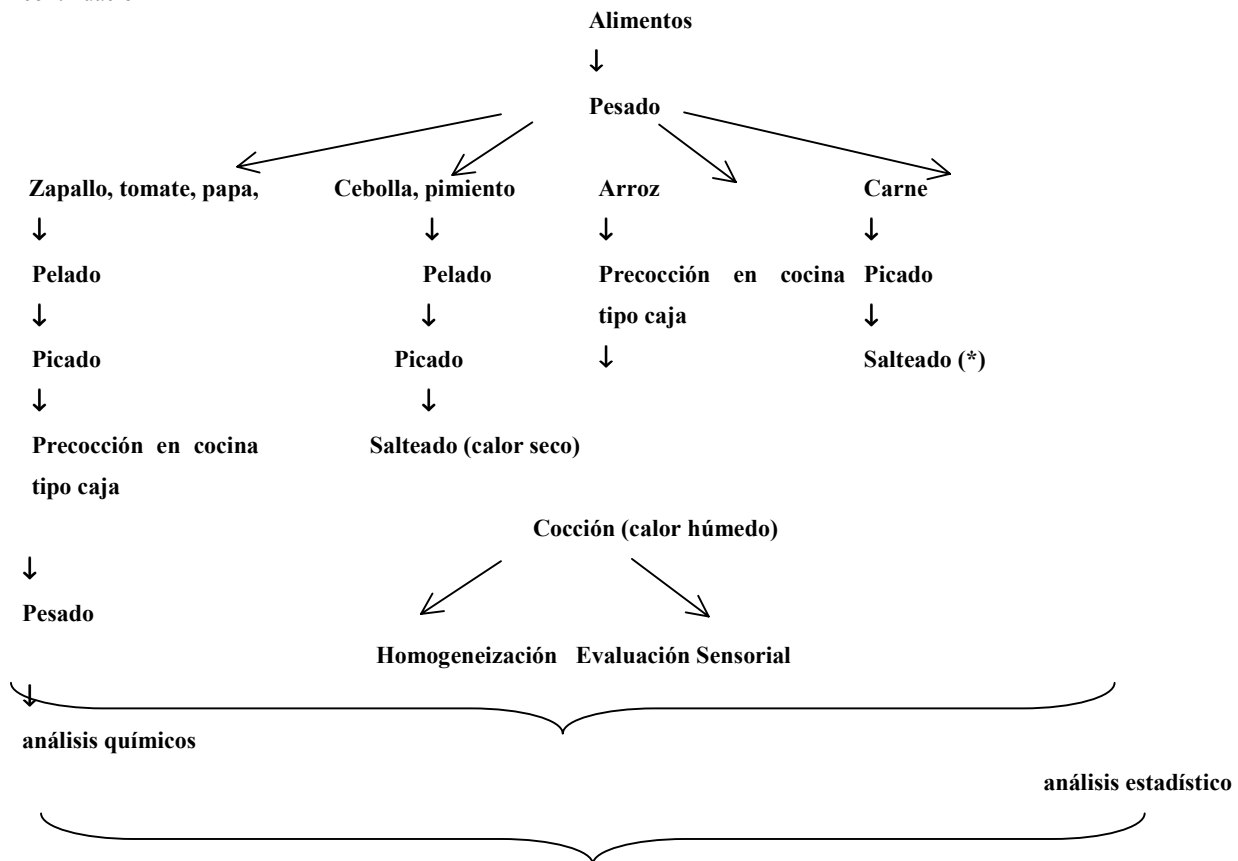 Alimentos
↓
Pesado
Zapallo, tomate, papa, Cebolla, pimiento Arroz Carne
↓ ↓ ↓ ↓
Pelado Pelado Precocción en cocina Picado
↓ ↓ tipo caja ↓
Picado Picado ↓ Salteado (*)
↓ ↓
Precocción en cocina Salteado (calor seco)
tipo caja
Cocción (calor húmedo)
↓
Pesado
Homogeneización Evaluación Sensorial
↓
análisis químicos
análisis estadístico